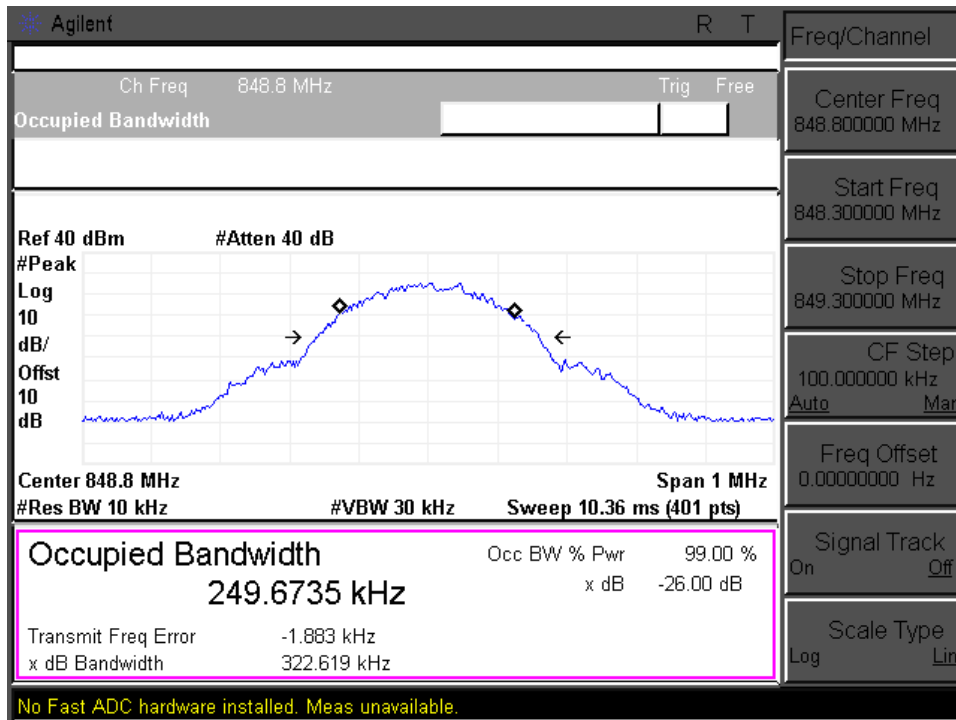 Agilent R T
Ch Freq 848.8 MHz Trig Free
Occupied Bandwidth
Ref 40 dBm #Atten 40 dB
#Peak
Log
10
dB/
Offst
10
dB
Center 848.8 MHz Span 1 MHz
#Res BW 10 kHz #VBW 30 kHz Sweep 10.36 ms (401 pts)
Occupied Bandwidth Occ BW % Pwr 99.00 %
249.6735 kHz x dB -26.00 dB
Transmit Freq Error -1.883 kHz
x dB Bandwidth 322.619 kHz
No Fast ADC hardware installed. Meas unavailable.
Freq/Channel
Center Freq
848.800000 MHz
Start Freq
848.300000 MHz
Stop Freq
849.300000 MHz
CF Step
100.000000 kHz
Auto Man
Freq Offset
0.00000000 Hz
Signal Track
On Off
Scale Type
Log Lin